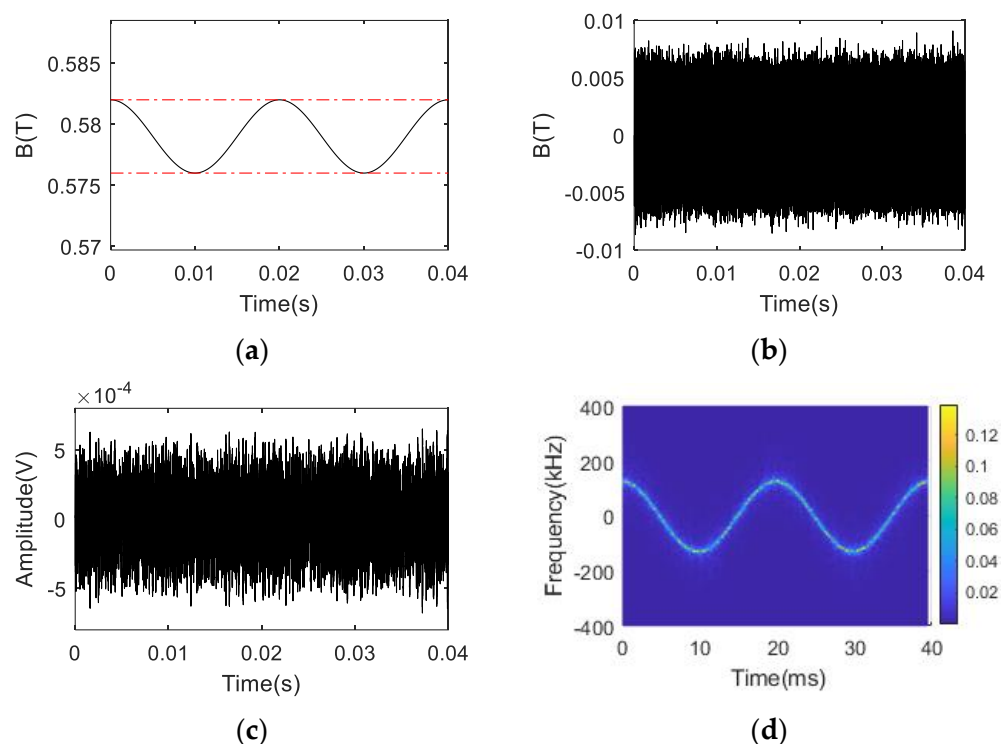 0.585
0.58
0.575
0.57
B(T)
0 0.01 0.02 0.03 0.04
Time(s)
(a)
0.01
0.005
0
-0.005
-0.01
B(T)
0 0.01 0.02 0.03 0.04
Time(s)
(b)
×10-4
5
0
-5
Amplitude(V)
0 0.01 0.02 0.03 0.04
Time(s)
(c)
400
200
0
-200
-400
Frequency(kHz)
0 10 20 30 40
Time(ms)
0.12
0.1
0.08
0.06
0.04
0.02
(d)